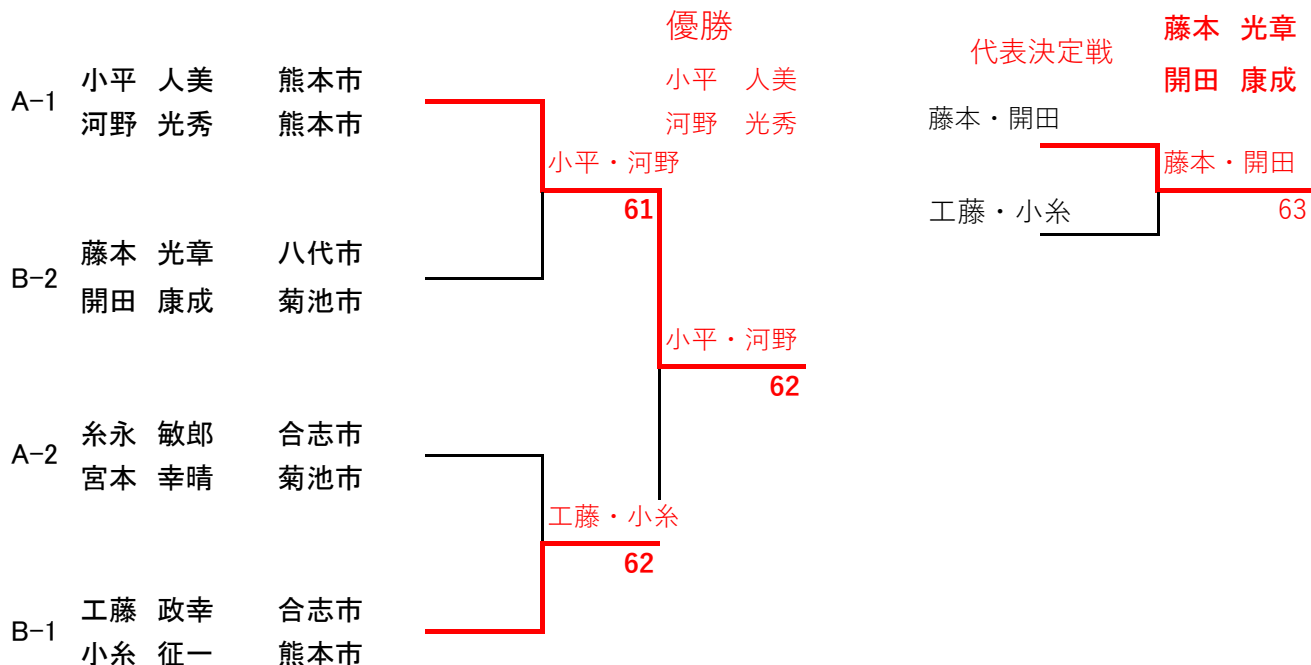 優勝
小平 人美
河野 光秀
代表決定戦
藤本 光章
開田 康成
A-1
小平 人美 熊本市
河野 光秀 熊本市
小平・河野
61
B-2
藤本 光章 八代市
開田 康成 菊池市
小平・河野
62
A-2
糸永 敏郎 合志市
宮本 幸晴 菊池市
工藤・小糸
62
B-1
工藤 政幸 合志市
小糸 征一 熊本市
藤本・開田
藤本・開田
63
工藤・小糸